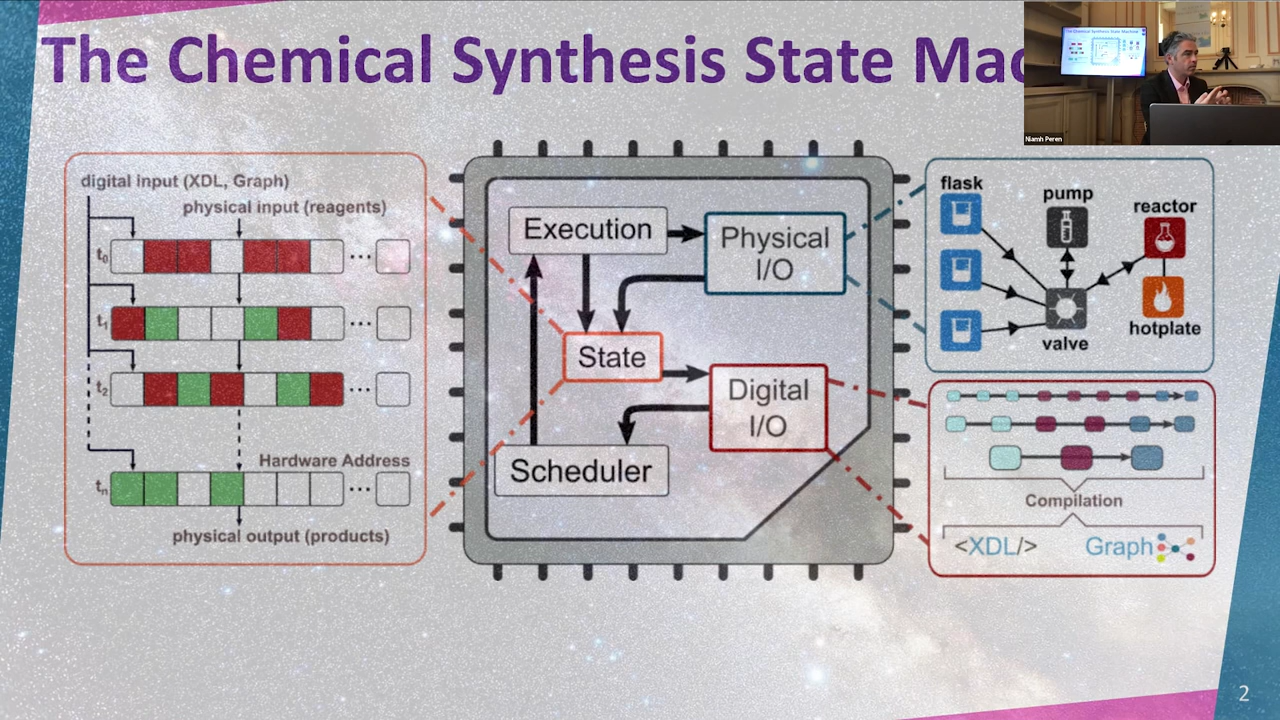 The Chemical Synthesis State Mac
Niamh Peren
digital input (XDL, Graph)
physical input (reagents)
t0
t1
t2
Hardware Address
tn
physical output (products)
Execution
Physical
I/O
State
Digital
I/O
Scheduler
flask
pump
reactor
valve
hotplate
Compilation
<XDL/>
Graph
2